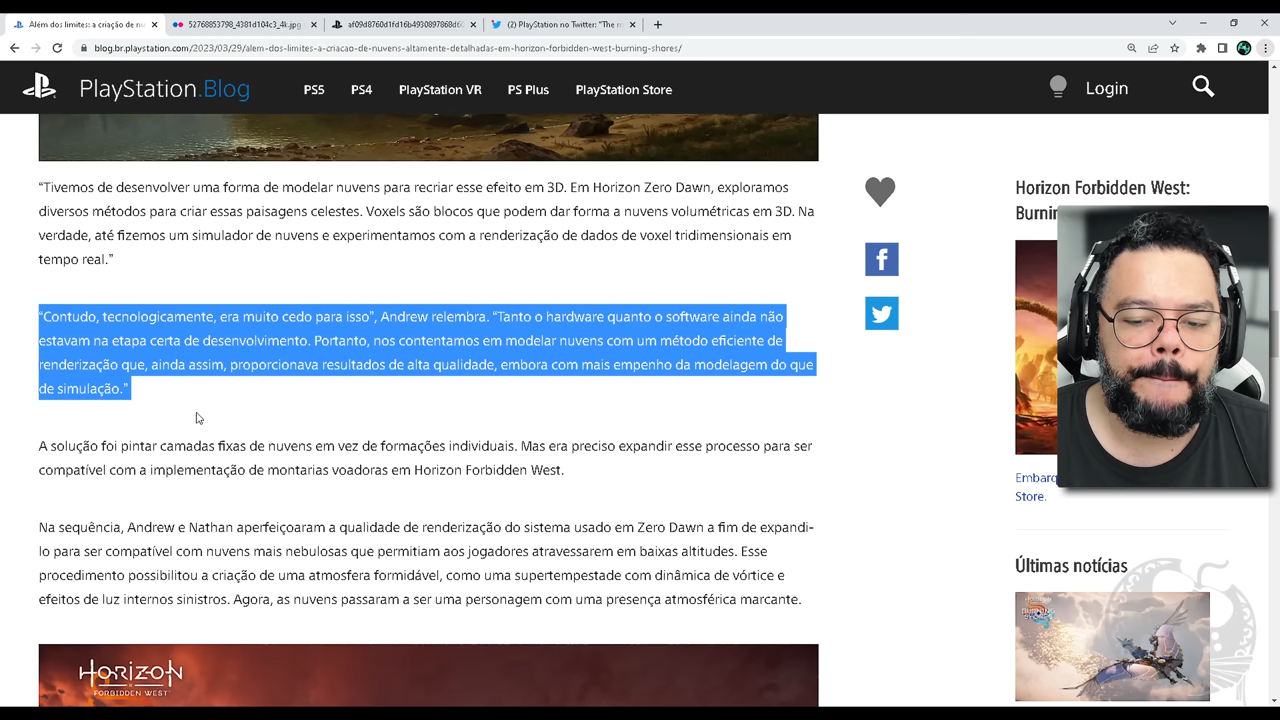 Além dos limites: a criação de nu
52768853798_4381d104c3_4k.jpg
af09d8760d1fd16b4930897868d6
(2) PlayStation no Twitter: "The n
blog.br.playstation.com/2023/03/29/alem-dos-limites-a-criacao-de-nuvens-altamente-detalhadas-em-horizon-forbidden-west-burning-shores/
PlayStation.Blog
PS5
PS4
PlayStation VR
PS Plus
PlayStation Store
Login
“Tivemos de desenvolver uma forma de modelar nuvens para recriar esse efeito em 3D. Em Horizon Zero Dawn, exploramos
diversos métodos para criar essas paisagens celestes. Voxels são blocos que podem dar forma a nuvens volumétricas em 3D. Na
verdade, até fizemos um simulador de nuvens e experimentamos com a renderização de dados de voxel tridimensionais em
tempo real.”
“Contudo, tecnologicamente, era muito cedo para isso”, Andrew relembra. “Tanto o hardware quanto o software ainda não
estavam na etapa certa de desenvolvimento. Portanto, nos contentamos em modelar nuvens com um método eficiente de
renderização que, ainda assim, proporcionava resultados de alta qualidade, embora com mais empenho da modelagem do que
de simulação.”
A solução foi pintar camadas fixas de nuvens em vez de formações individuais. Mas era preciso expandir esse processo para ser
compatível com a implementação de montarias voadoras em Horizon Forbidden West.
Na sequência, Andrew e Nathan aperfeiçoaram a qualidade de renderização do sistema usado em Zero Dawn a fim de expandi-
lo para ser compatível com nuvens mais nebulosas que permitiam aos jogadores atravessarem em baixas altitudes. Esse
procedimento possibilitou a criação de uma atmosfera formidável, como uma supertempestade com dinâmica de vórtice e
efeitos de luz internos sinistros. Agora, as nuvens passaram a ser uma personagem com uma presença atmosférica marcante.
HORIZON
FORBIDDEN WEST
Horizon Forbidden West:
Burnin
Embarq
Store.
Últimas notícias